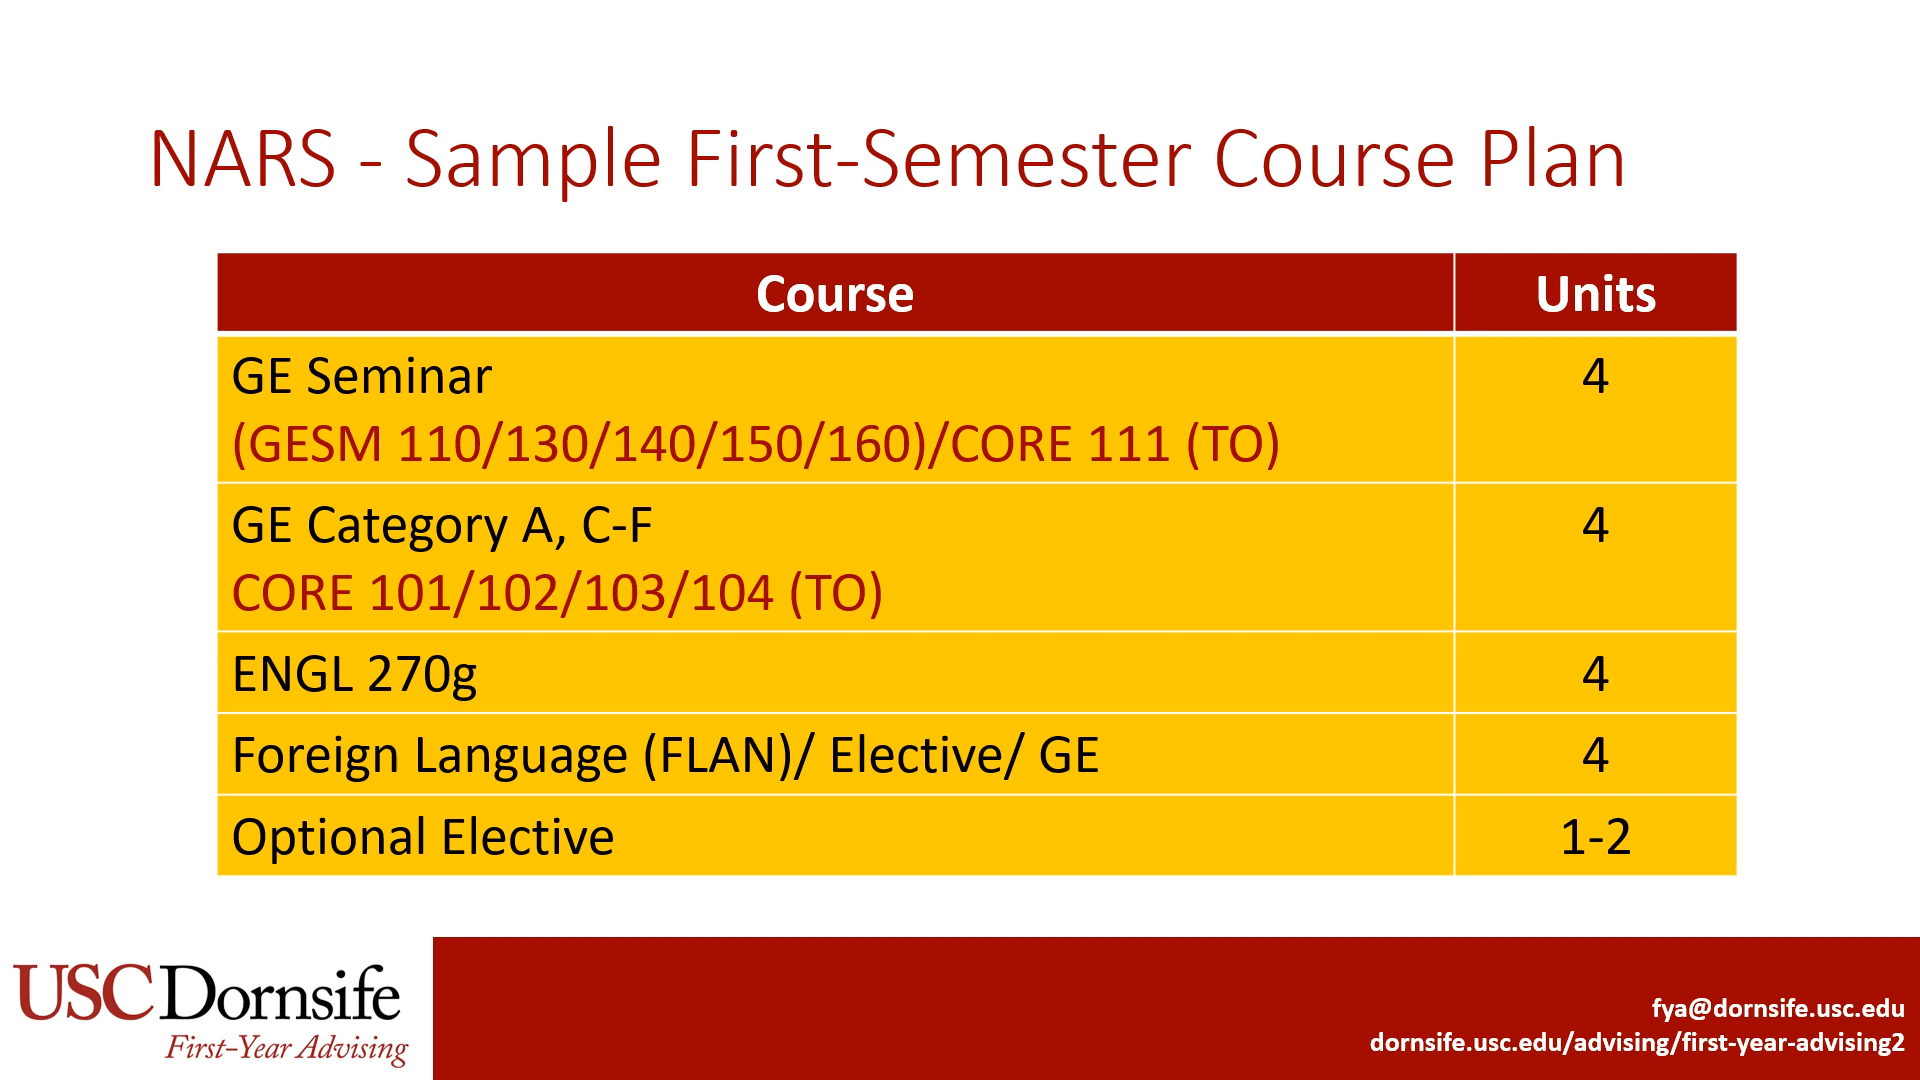 NARS - Sample First-Semester Course Plan
Course Units
GE Seminar 4
(GESM 110/130/140/150/160)/CORE 111 (TO)
GE Category A, C-F 4
CORE 101/102/103/104 (TO)
ENGL 270g 4
Foreign Language (FLAN)/ Elective/ GE 4
Optional Elective 1-2
USC Dornsife
First-Year Advising
fya@dornsife.usc.edu
dornsife.usc.edu/advising/first-year-advising2